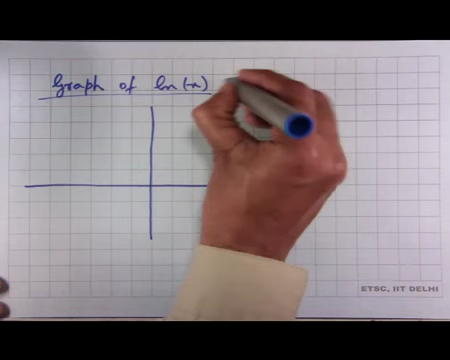 Graph of ln(-x)
ETSC, IIT DELHI